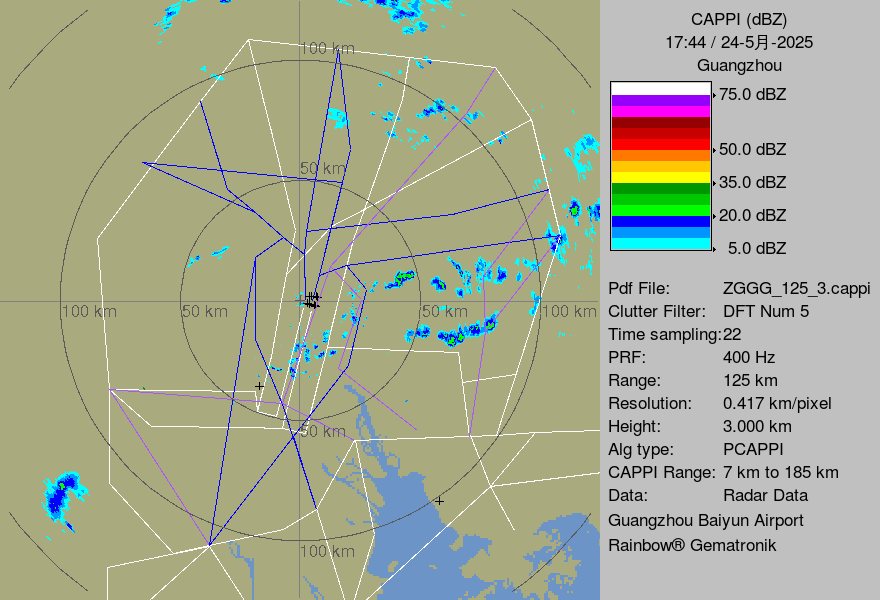 100 km
50 km
100 km
50 km
50 km
100 km
50 km
100 km
CAPPI (dBZ)
17:44 / 24-5月-2025
Guangzhou
75.0 dBZ
50.0 dBZ
35.0 dBZ
20.0 dBZ
5.0 dBZ
Pdf File: ZGGG_125_3.cappi
Clutter Filter: DFT Num 5
Time sampling:22
PRF: 400 Hz
Range: 125 km
Resolution: 0.417 km/pixel
Height: 3.000 km
Alg type: PCAPPI
CAPPI Range: 7 km to 185 km
Data: Radar Data
Guangzhou Baiyun Airport
Rainbow® Gematronik